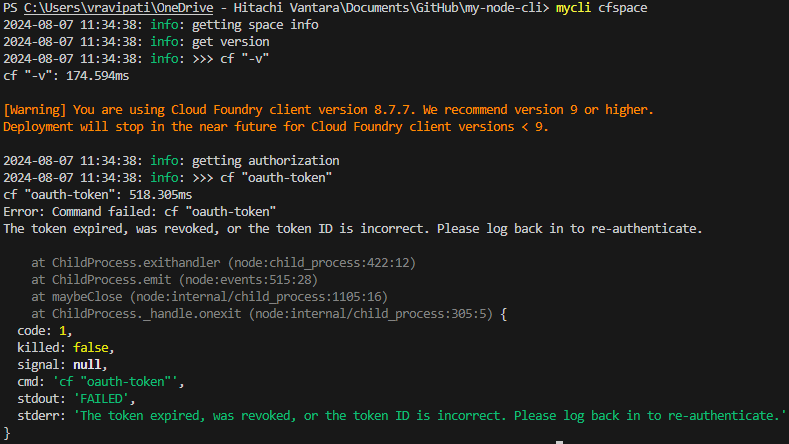 PS C:\Users\vravipati\OneDrive - Hitachi Vantara\Documents\GitHub\my-node-cli> mycli cfspace
2024-08-07 11:34:38: info: getting space info
2024-08-07 11:34:38: info: get version
2024-08-07 11:34:38: info: >>> cf "-v"
cf "-v": 174.594ms
[Warning] You are using Cloud Foundry client version 8.7.7. We recommend version 9 or higher.
Deployment will stop in the near future for Cloud Foundry client versions < 9.
2024-08-07 11:34:38: info: getting authorization
2024-08-07 11:34:38: info: >>> cf "oauth-token"
cf "oauth-token": 518.305ms
Error: Command failed: cf "oauth-token"
The token expired, was revoked, or the token ID is incorrect. Please log back in to re-authenticate.
    at ChildProcess.exithandler (node:child_process:422:12)
    at ChildProcess.emit (node:events:515:28)
    at maybeClose (node:internal/child_process:1105:16)
    at ChildProcess._handle.onexit (node:internal/child_process:305:5) {
  code: 1,
  killed: false,
  signal: null,
  cmd: 'cf "oauth-token"',
  stdout: 'FAILED',
  stderr: 'The token expired, was revoked, or the token ID is incorrect. Please log back in to re-authenticate.'
}